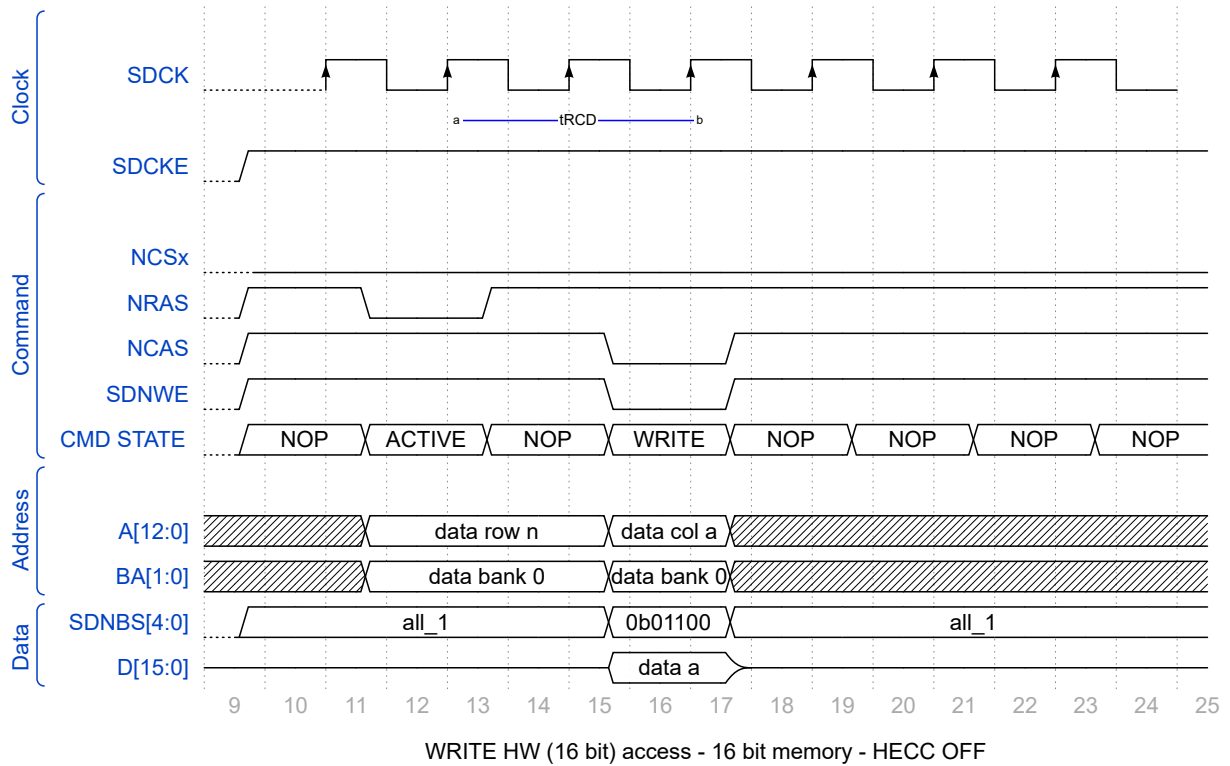 Clock
SDCK
a tRCD b
SDCKE
Command
NCSx
NRAS
NCAS
SDNWE
CMD STATE NOP ACTIVE NOP WRITE NOP NOP NOP NOP
Address
A[12:0] data row n data col a
BA[1:0] data bank 0 data bank 0
Data
SDNBS[4:0] all_1 0b01100 all_1
D[15:0] data a
9 10 11 12 13 14 15 16 17 18 19 20 21 22 23 24 25
WRITE HW (16 bit) access - 16 bit memory - HECC OFF